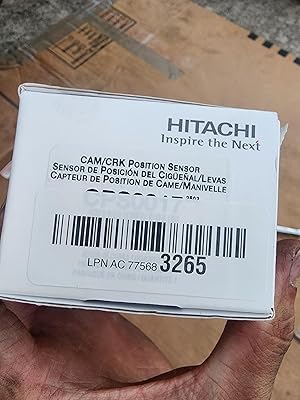 HITACHI
Inspire the Next
CAM/CRK POSITION SENSOR
SENSOR DE POSICIÓN DEL CIGÜEÑAL/LEVAS
CAPTEUR DE POSITION DE CAME/MANIVELLE
LPN AC 77568 3265